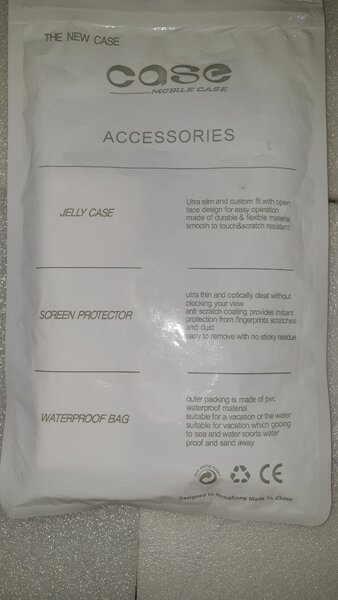 THE NEW CASE
case
MOBILE CASE
ACCESSORIES
JELLY CASE
Ultra slim and custom fit with open
face design for easy operation
made of durable & flexible material
smooth to touch&scratch resistant
SCREEN PROTECTOR
utra thin and optically cleat without
blocking your view
anti scratch coating provides instant
protection from fingerprints sctatches
and dust
easy to remove with no sticky residue
WATERPROOF BAG
outer packing is made of pvc
waterproof material
suitable for a vacation or the water
suitable for vacation which gooing
to sea and water sports water
proof and sand away
CE
Designed in HongKong Made in China